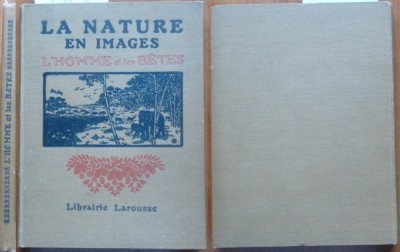 L'HOMME et les BÊTES
LA NATURE
EN IMAGES
L'HOMME et les BÊTES
Librairie Larousse